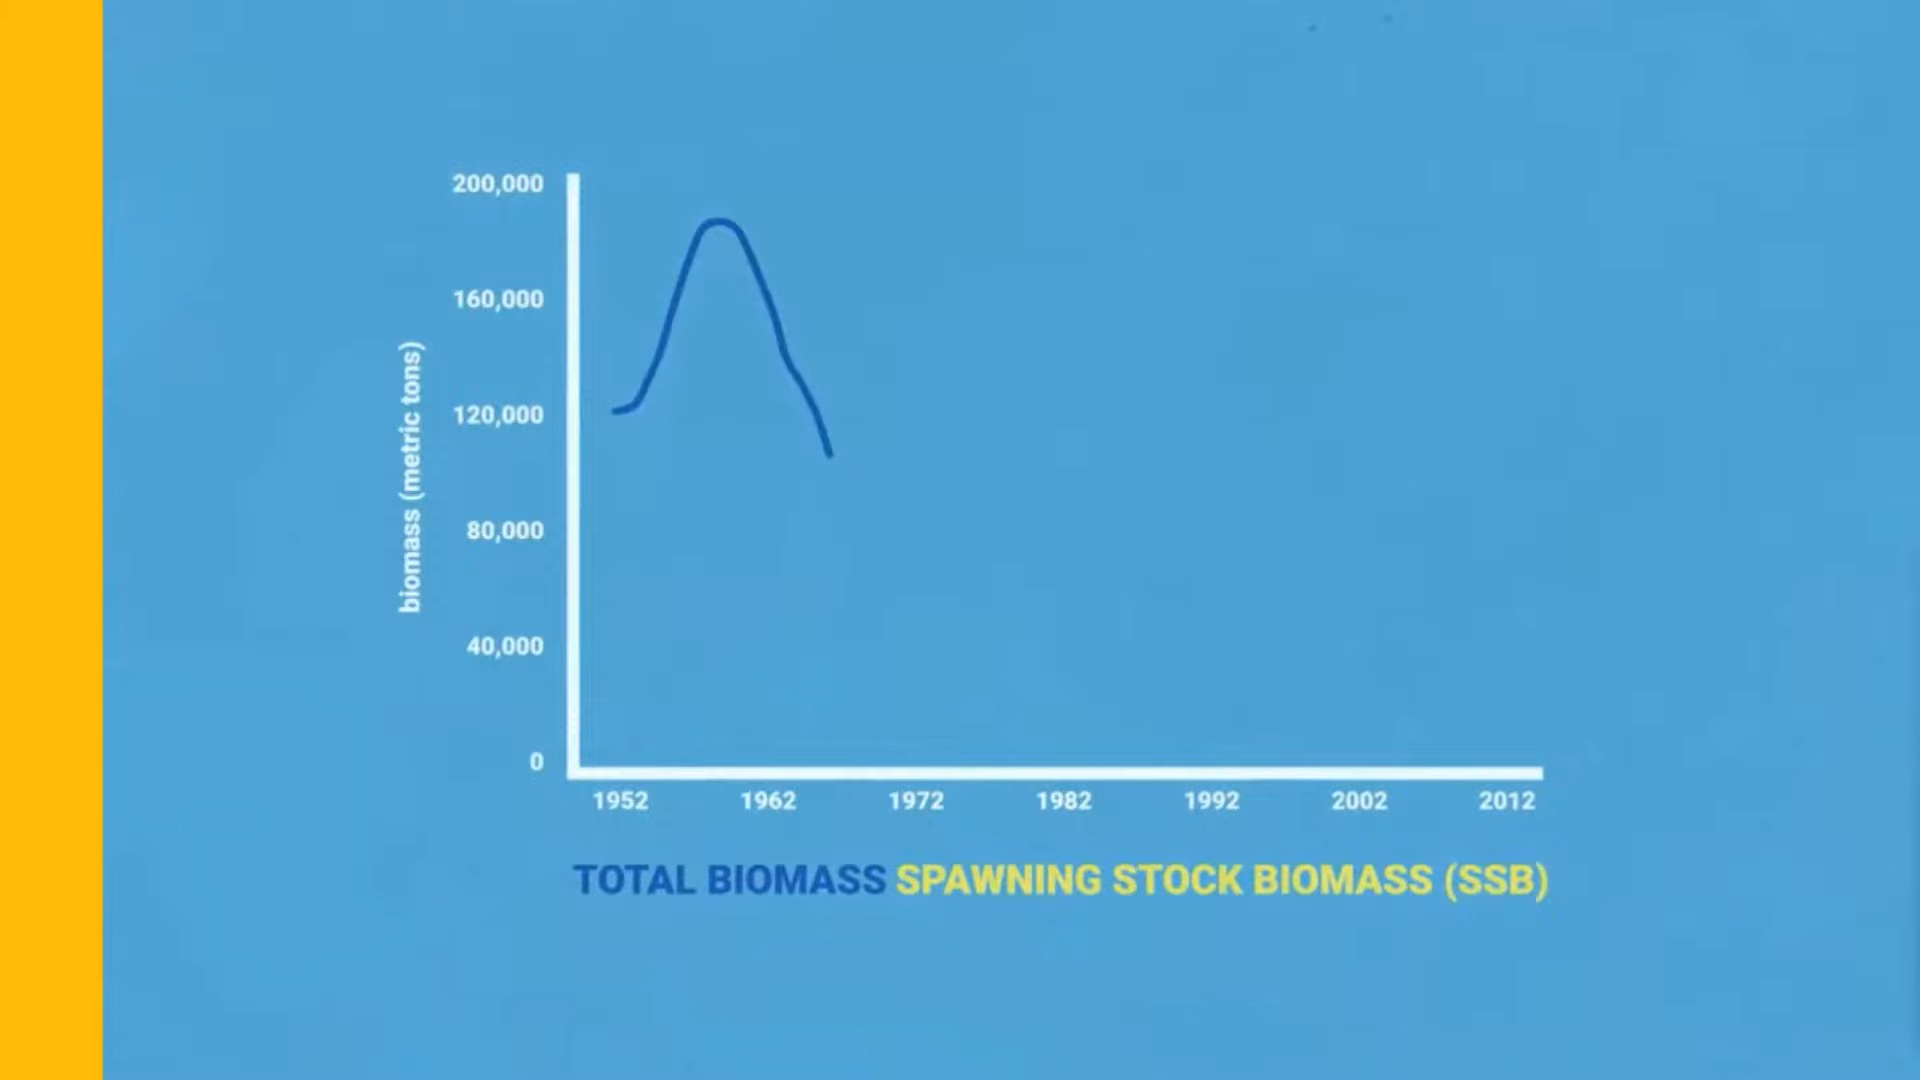 200,000
160,000
120,000
80,000
40,000
0
biomass (metric tons)
1952 1962 1972 1982 1992 2002 2012
TOTAL BIOMASS SPAWNING STOCK BIOMASS (SSB)